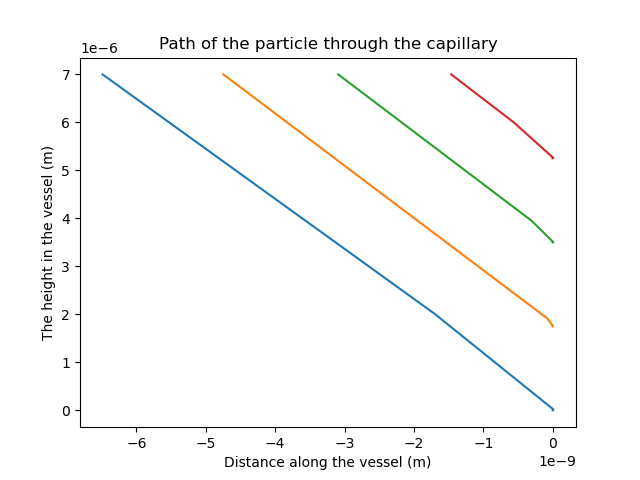 Path of the particle through the capillary
1e−6
7
6
5
4
3
2
1
0
The height in the vessel (m)
−6 −5 −4 −3 −2 −1 0
1e−9
Distance along the vessel (m)